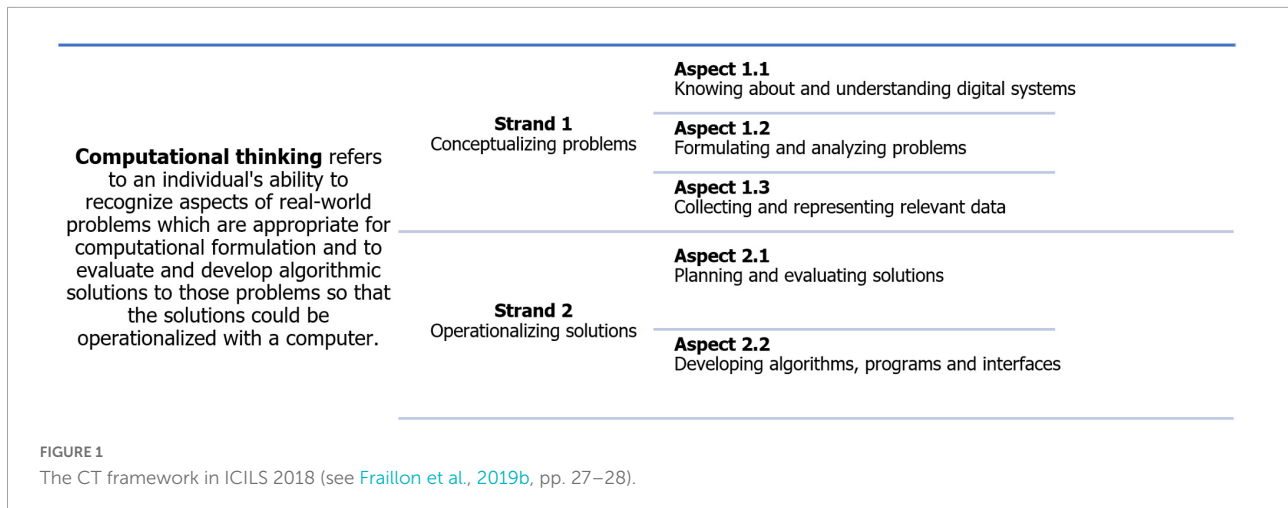 Computational thinking refers
to an individual's ability to
recognize aspects of real-world
problems which are appropriate for
computational formulation and to
evaluate and develop algorithmic
solutions to those problems so that
the solutions could be
operationalized with a computer.
Strand 1
Conceptualizing problems
Aspect 1.1
Knowing about and understanding digital systems
Aspect 1.2
Formulating and analyzing problems
Aspect 1.3
Collecting and representing relevant data
Strand 2
Operationalizing solutions
Aspect 2.1
Planning and evaluating solutions
Aspect 2.2
Developing algorithms, programs and interfaces
FIGURE 1
The CT framework in ICILS 2018 (see Fraillon et al., 2019b, pp. 27–28).